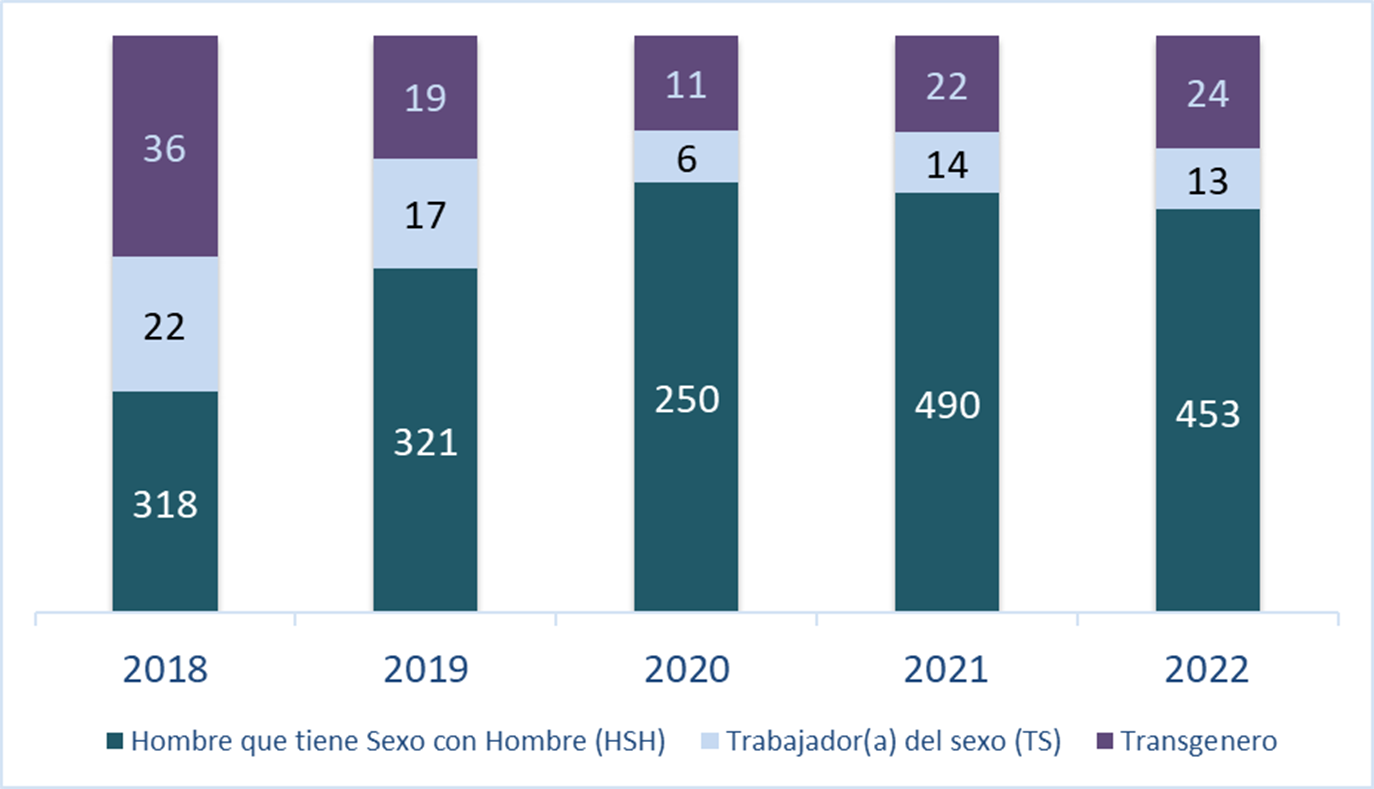 36 19 11 22 24
22 17 6 14 13
318 321 250 490 453
2018 2019 2020 2021 2022
Hombre que tiene Sexo con Hombre (HSH) Trabajador(a) del sexo (TS) Transgenero